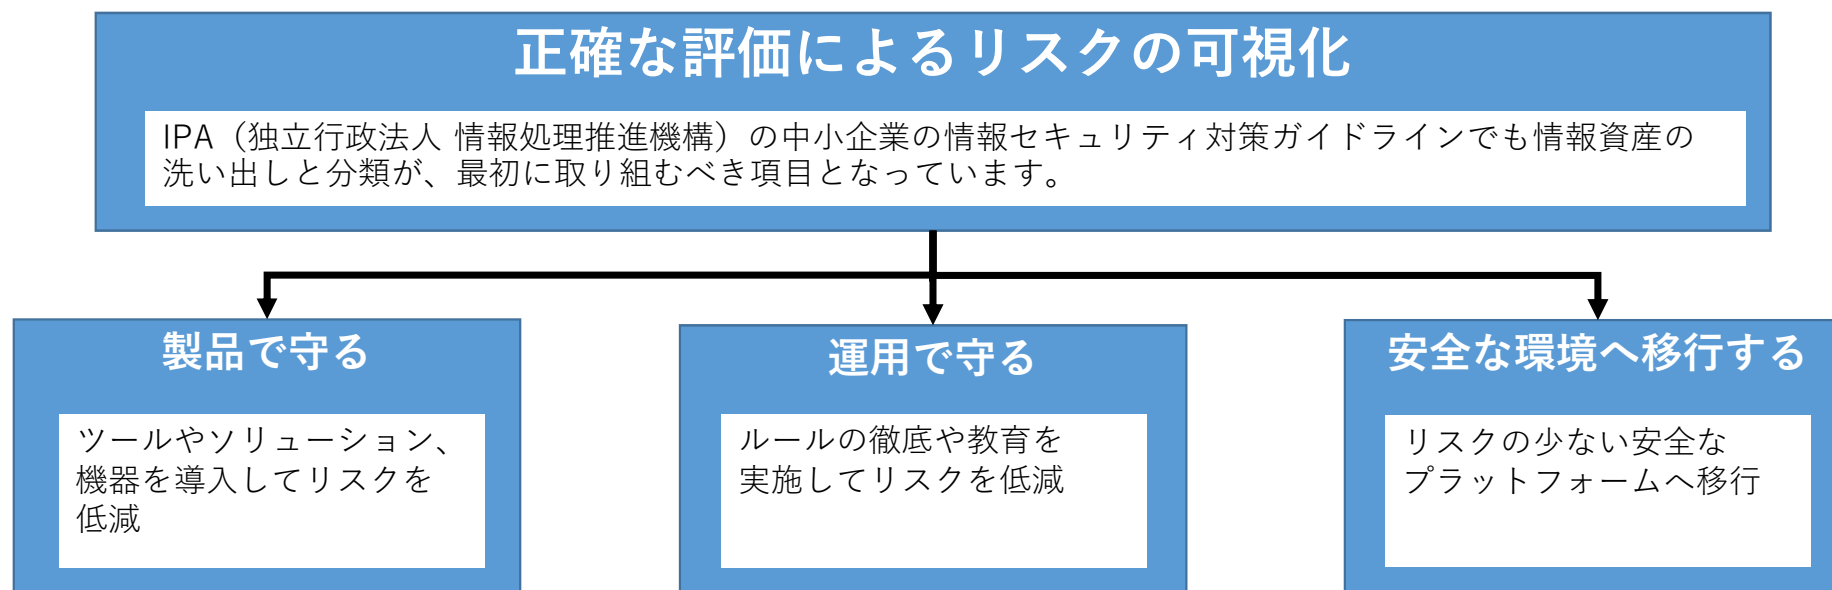 正確な評価によるリスクの可視化
IPA（独立行政法人 情報処理推進機構）の中小企業の情報セキュリティ対策ガイドラインでも情報資産の
洗い出しと分類が、最初に取り組むべき項目となっています。
製品で守る
ツールやソリューション、
機器を導入してリスクを
低減
運用で守る
ルールの徹底や教育を
実施してリスクを低減
安全な環境へ移行する
リスクの少ない安全な
プラットフォームへ移行